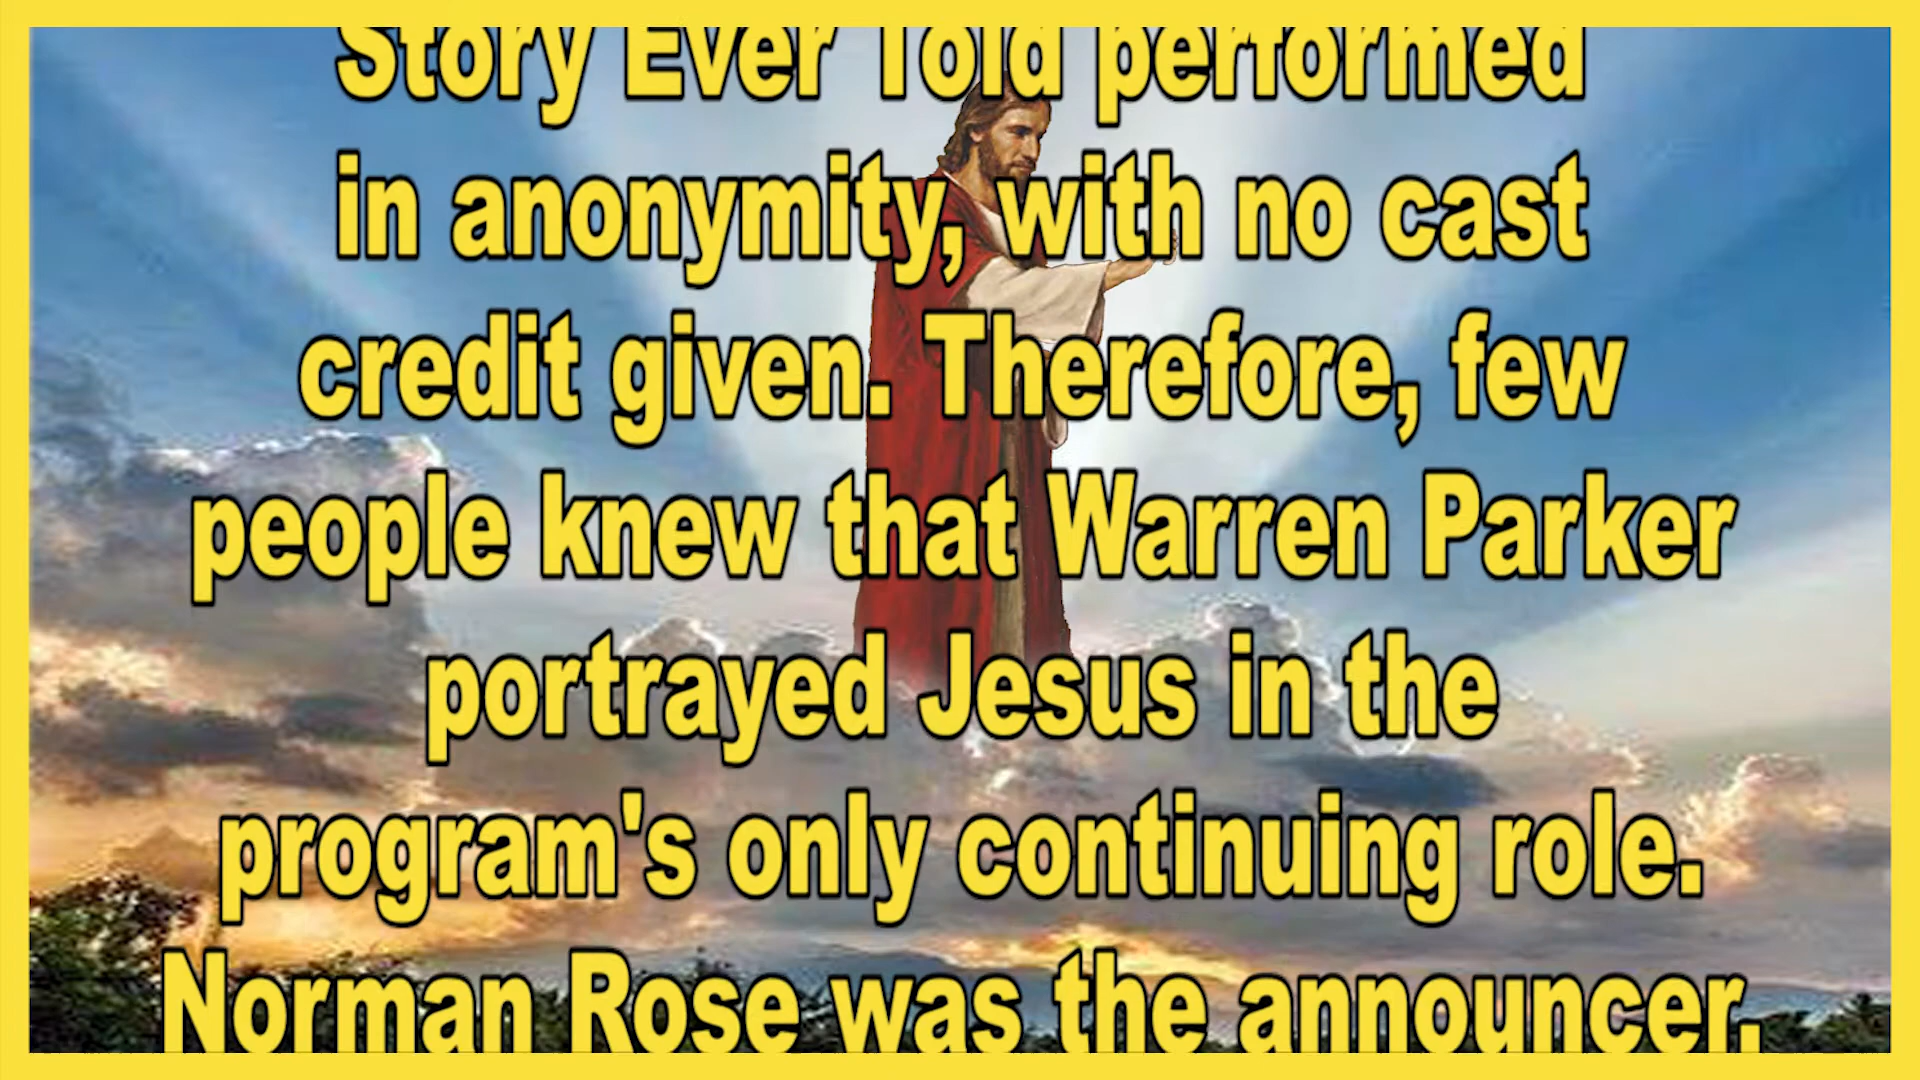 Story Ever Told performed
in anonymity, with no cast
credit given. Therefore, few
people knew that Warren Parker
portrayed Jesus in the
program's only continuing role.
Norman Rose was the announcer.